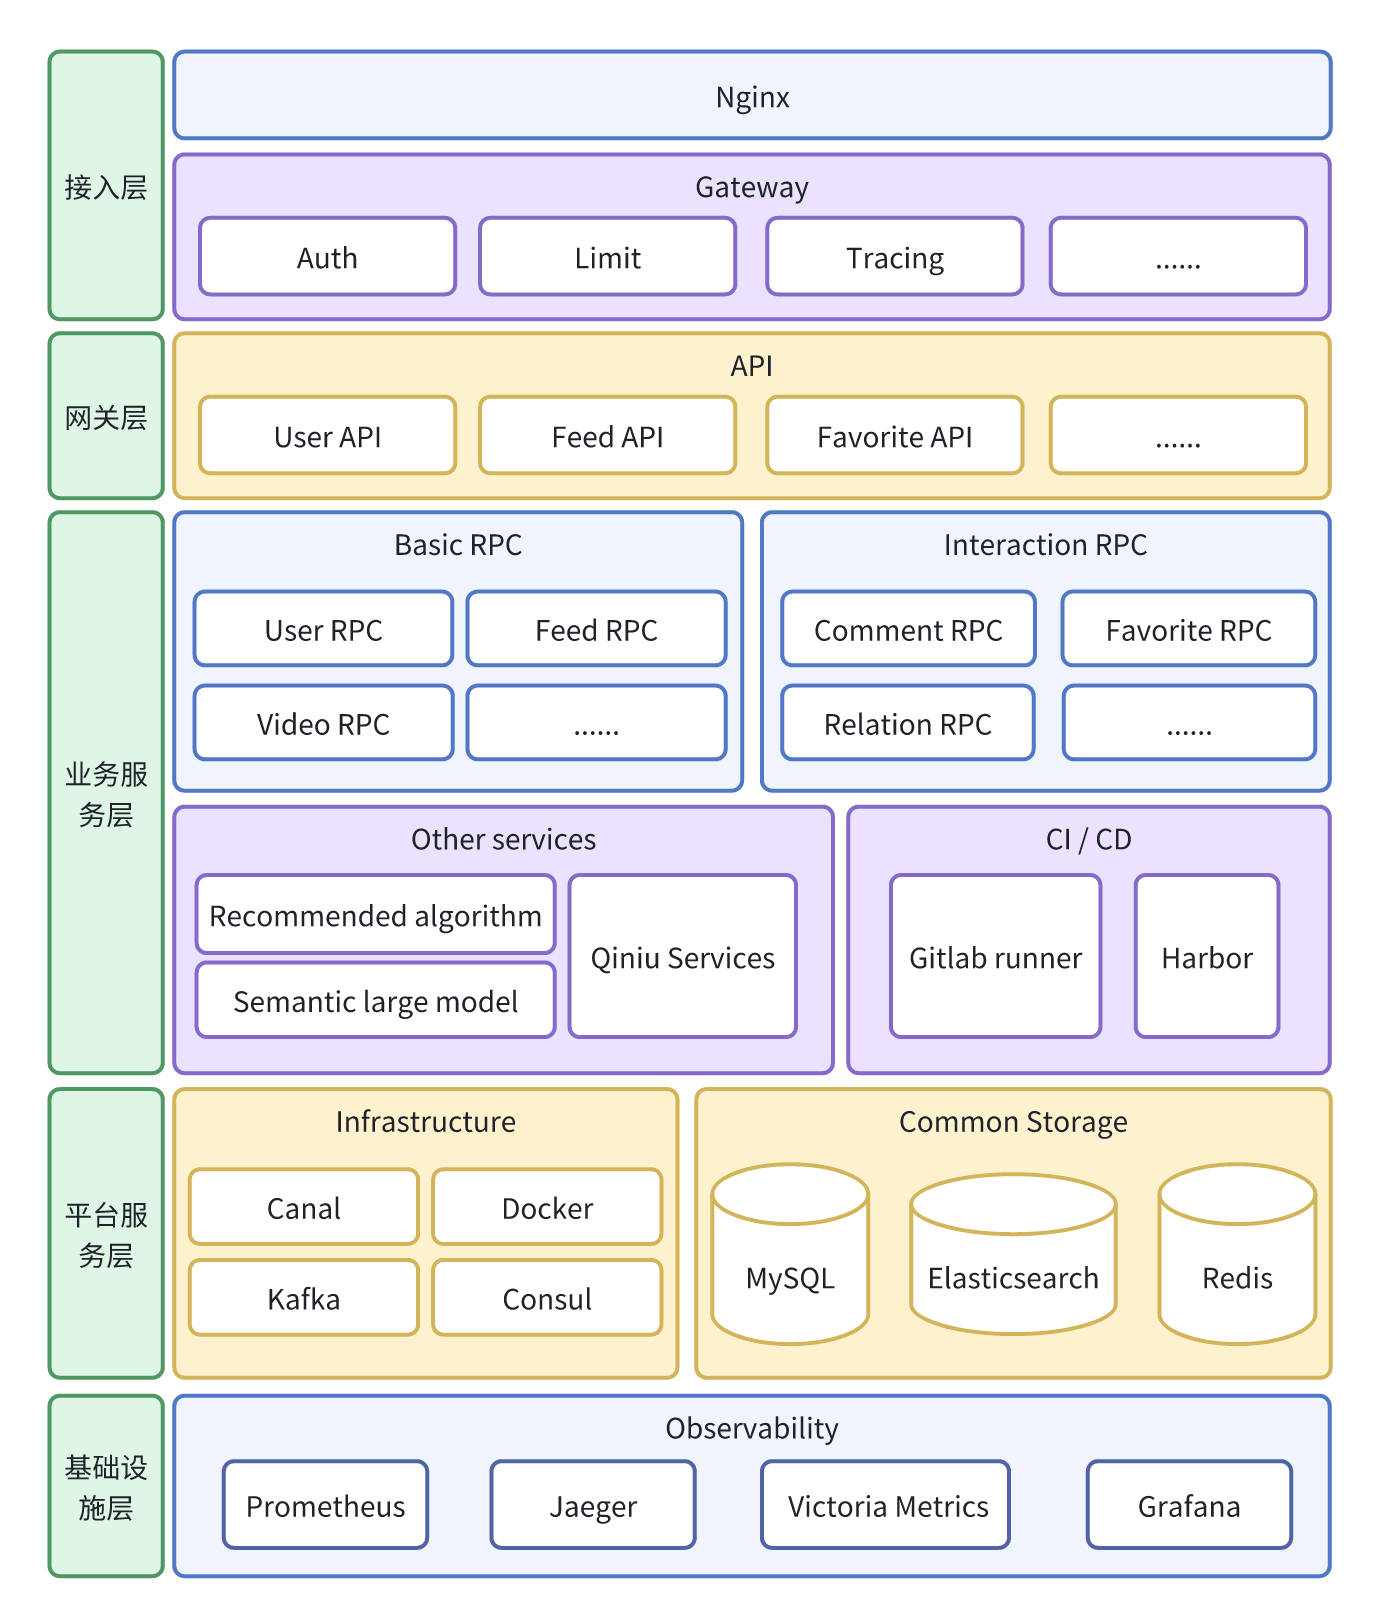 接入层
Nginx
Gateway
Auth
Limit
Tracing
......
网关层
API
User API
Feed API
Favorite API
......
业务服
务层
Basic RPC
User RPC
Feed RPC
Video RPC
......
Interaction RPC
Comment RPC
Favorite RPC
Relation RPC
......
Other services
Recommended algorithm
Semantic large model
Qiniu Services
CI / CD
Gitlab runner
Harbor
平台服
务层
Infrastructure
Canal
Docker
Kafka
Consul
Common Storage
MySQL
Elasticsearch
Redis
基础设
施层
Observability
Prometheus
Jaeger
Victoria Metrics
Grafana